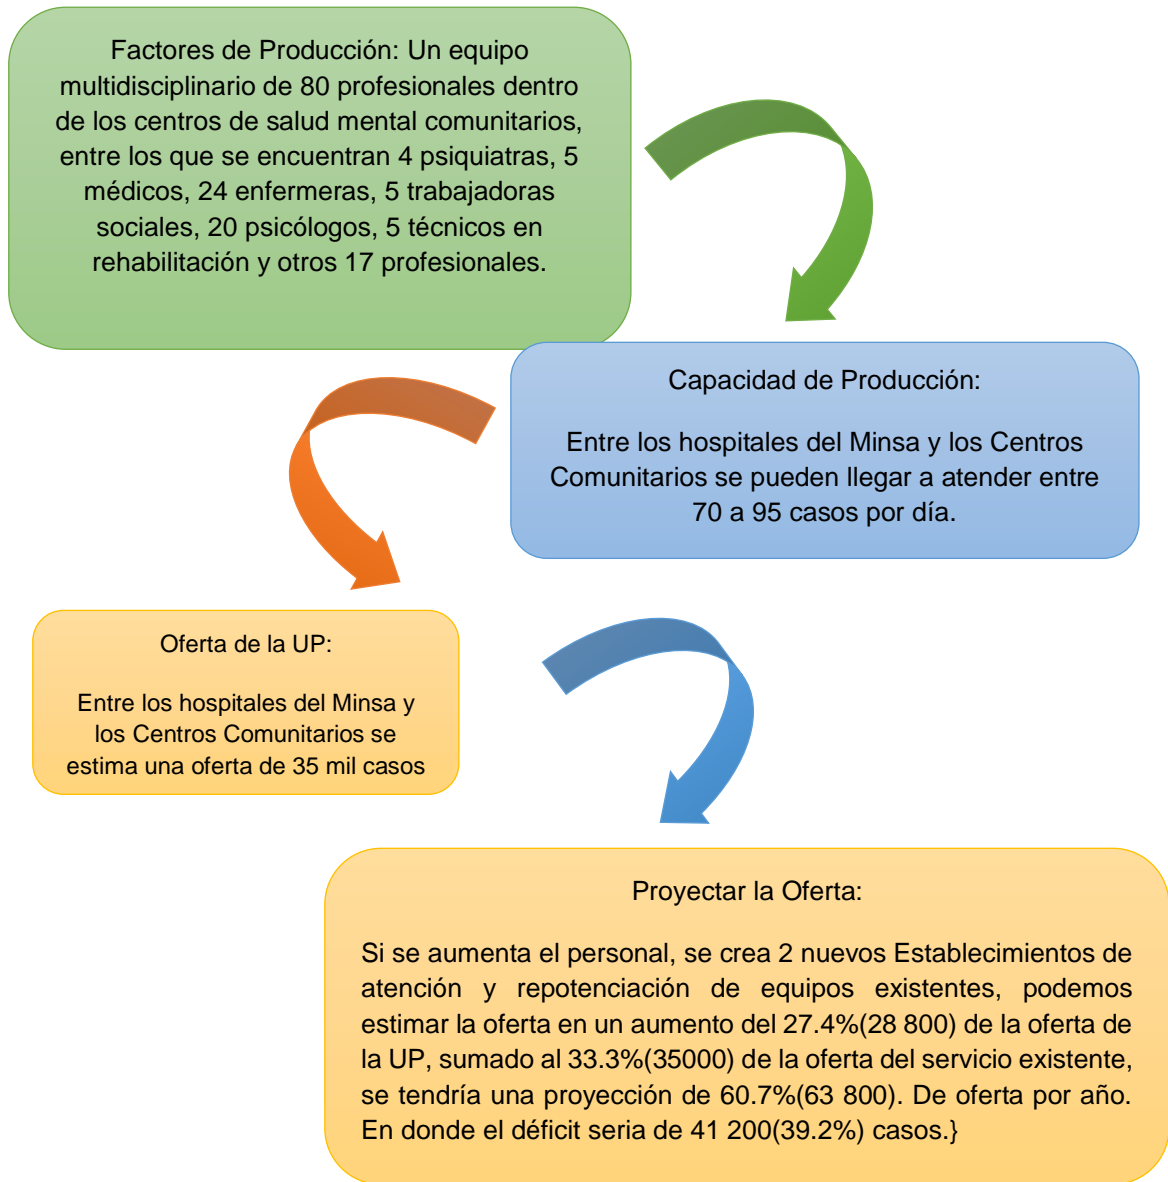 Factores de Producción: Un equipo
multidisciplinario de 80 profesionales dentro
de los centros de salud mental comunitarios,
entre los que se encuentran 4 psiquiatras, 5
médicos, 24 enfermeras, 5 trabajadoras
sociales, 20 psicólogos, 5 técnicos en
rehabilitación y otros 17 profesionales.
Capacidad de Producción:
Entre los hospitales del Minsa y los Centros
Comunitarios se pueden llegar a atender entre
70 a 95 casos por día.
Oferta de la UP:
Entre los hospitales del Minsa y
los Centros Comunitarios se
estima una oferta de 35 mil casos
Proyectar la Oferta:
Si se aumenta el personal, se crea 2 nuevos Establecimientos de
atención y repotenciación de equipos existentes, podemos
estimar la oferta en un aumento del 27.4%(28 800) de la oferta de
la UP, sumado al 33.3%(35000) de la oferta del servicio existente,
se tendría una proyección de 60.7%(63 800). De oferta por año.
En donde el déficit seria de 41 200(39.2%) casos.}